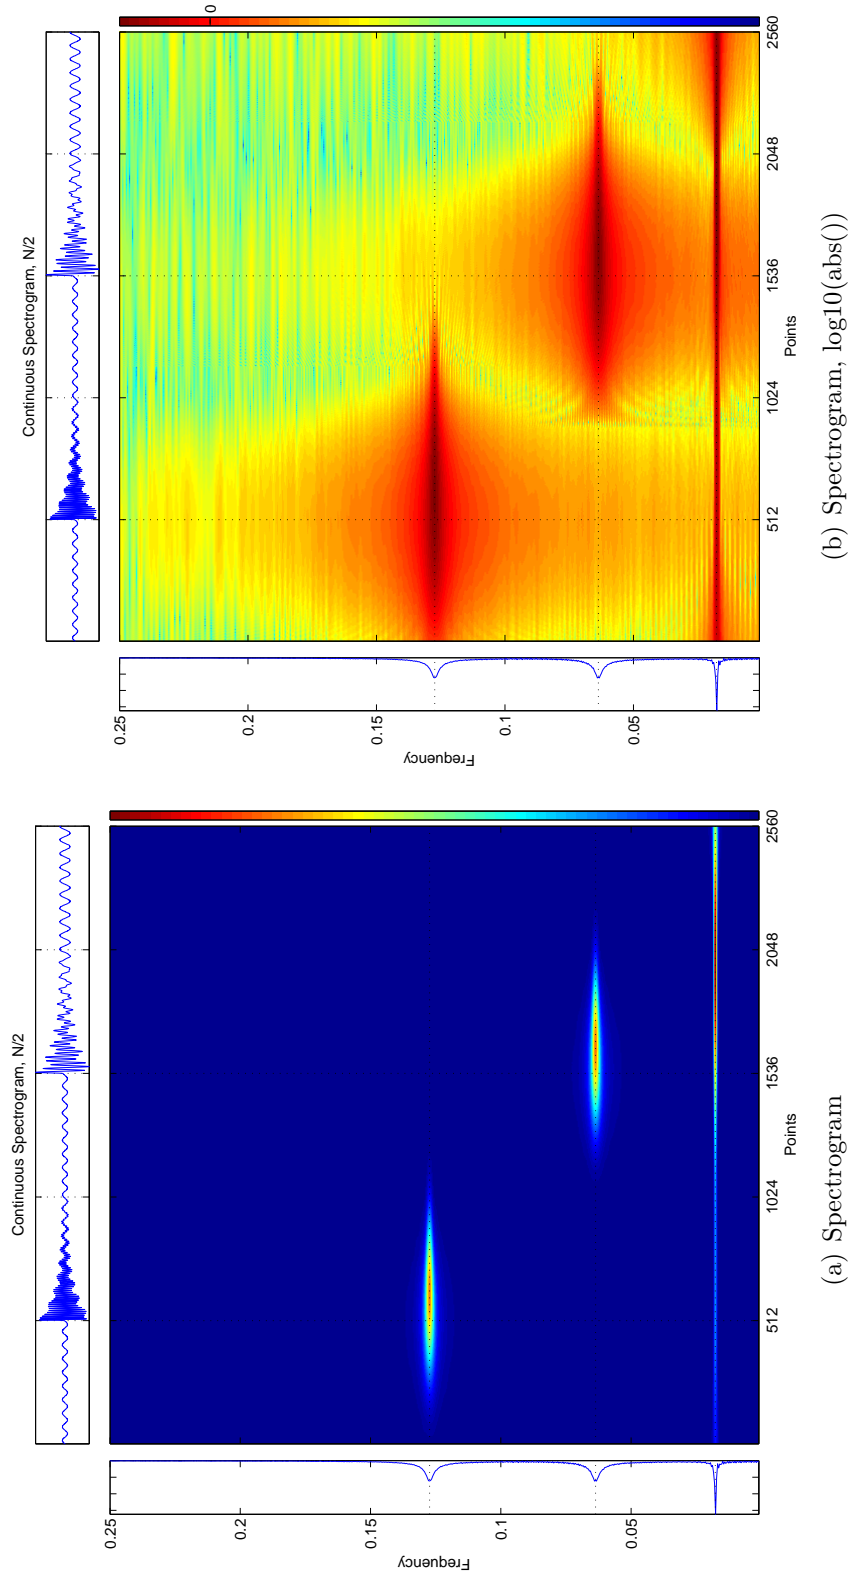 Continuous Spectrogram, N/2
0
0.25
0.2
0.15
0.1
0.05
Frequency
512
1024
1536
2048
2560
Points
(b) Spectrogram, log10(abs())
Continuous Spectrogram, N/2
0.25
0.2
0.15
0.1
0.05
Frequency
512
1024
1536
2048
2560
Points
(a) Spectrogram